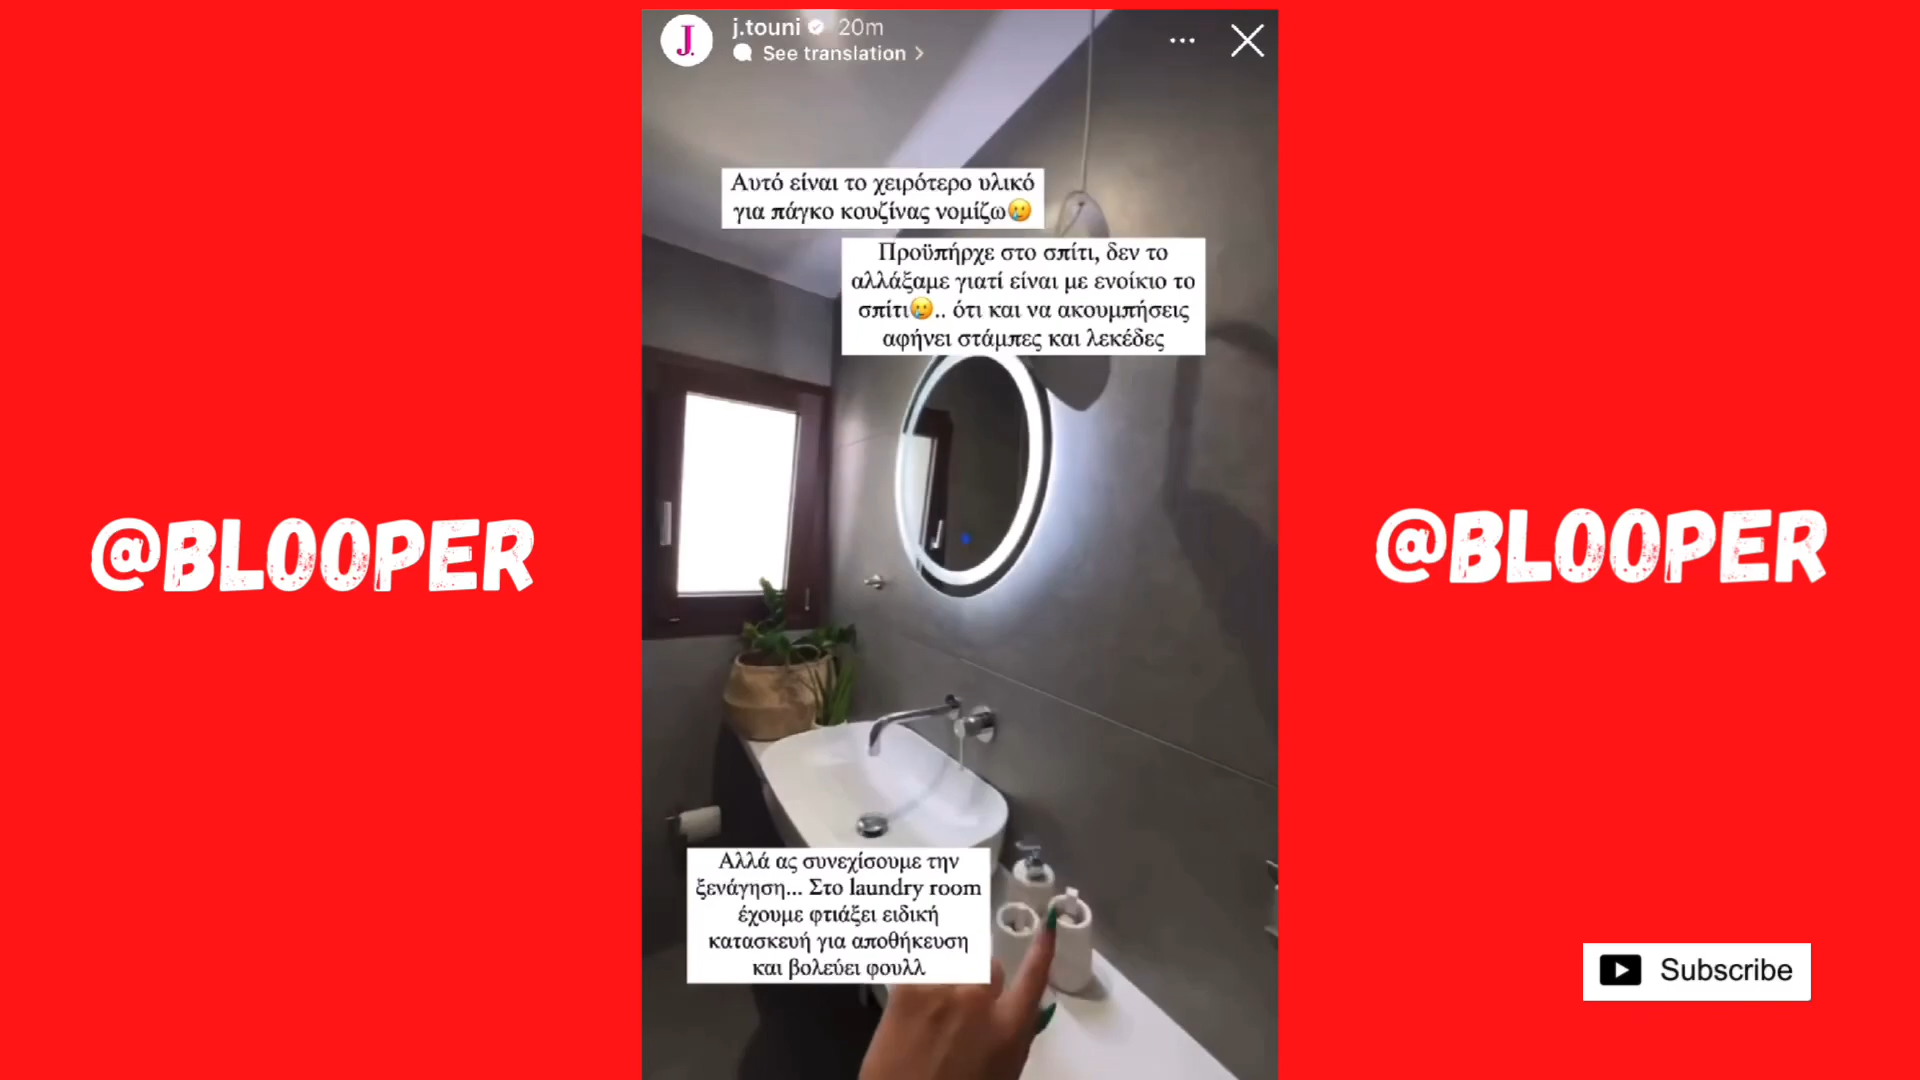 J.
j.touni 20m
See translation
Αυτό είναι το χειρότερο υλικό
για πάγκο κουζίνας νομίζω🥲
Προϋπήρχε στο σπίτι, δεν το
αλλάξαμε γιατί είναι με ενοίκιο το
σπίτι🥲.. ότι και να ακουμπήσεις
αφήνει στάμπες και λεκέδες
@BLOOPER
@BLOOPER
Αλλά ας συνεχίσουμε την
ξενάγηση... Στο laundry room
έχουμε φτιάξει ειδική
κατασκευή για αποθήκευση
και βολεύει φουλλ
Subscribe